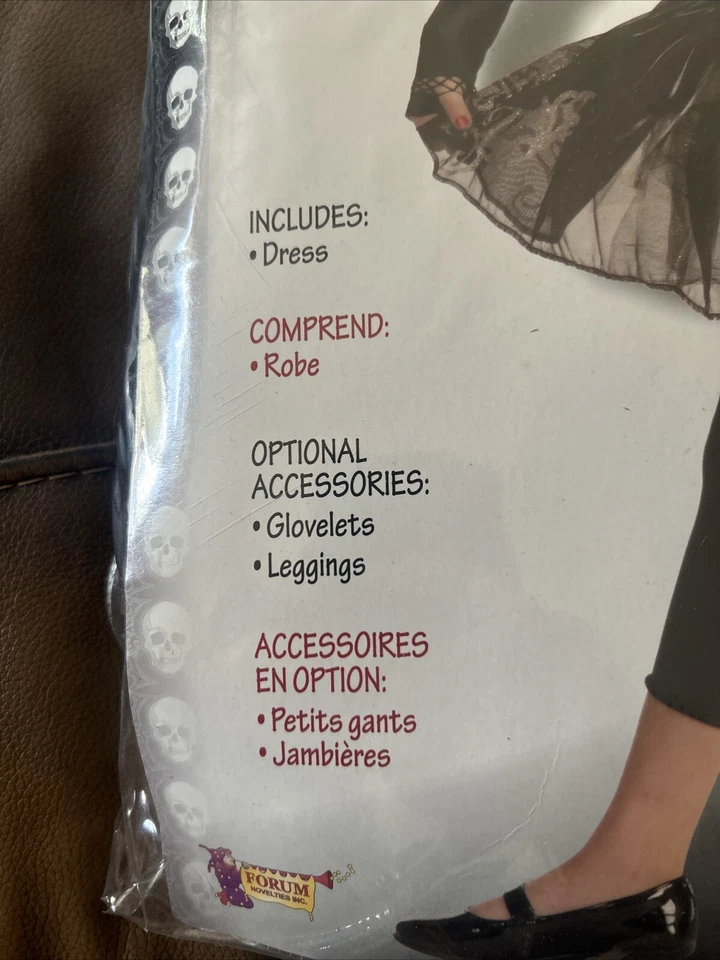 INCLUDES:
• Dress
COMPREND:
• Robe
OPTIONAL
ACCESSORIES:
• Glovelets
• Leggings
ACCESSOIRES
EN OPTION:
• Petits gants
• Jambières
FORUM
NOVELTIES INC.